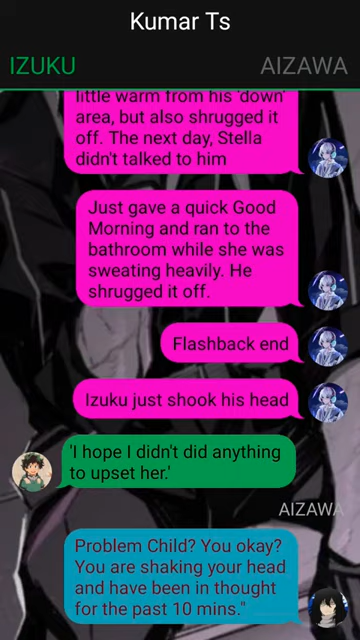 Kumar Ts
IZUKU
AIZAWA
little warm from his 'down'
area, but also shrugged it
off. The next day, Stella
didn't talked to him
Just gave a quick Good
Morning and ran to the
bathroom while she was
sweating heavily. He
shrugged it off.
Flashback end
Izuku just shook his head
'I hope I didn't did anything
to upset her.'
AIZAWA
Problem Child? You okay?
You are shaking your head
and have been in thought
for the past 10 mins."